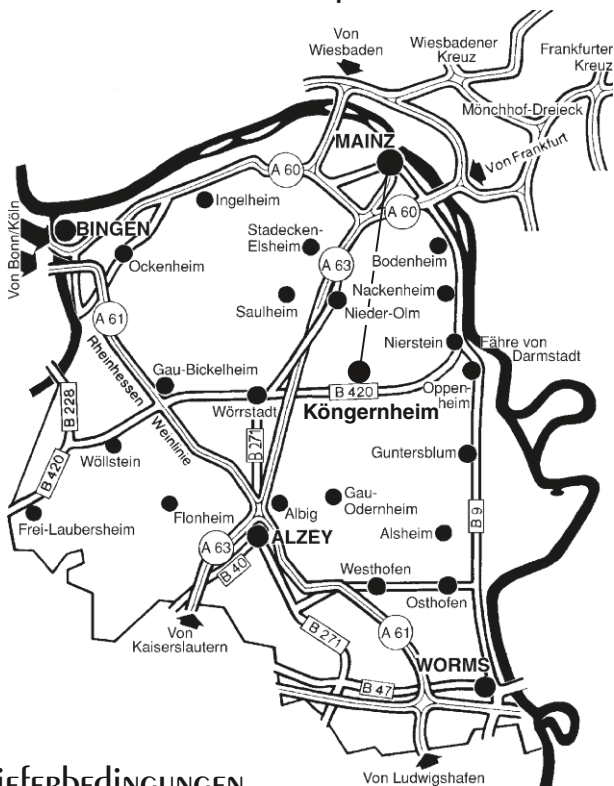 Von
Wiesbaden
Wiesbadener
Kreuz
Frankfurter
Kreuz
Mönchhof-Dreieck
MAINZ
Von Frankfurt
A 60
Ingelheim
A 60
BINGEN
Von Bonn/Köln
Stadecken-
Elsheim
Ockenheim
A 63
Bodenheim
Nackenheim
Saulheim
Nieder-Olm
A 61
Nierstein
Fähre von
Darmstadt
Rheinhessen
Weinlinie
Gau-Bickelheim
B 420
Oppen-
heim
B 228
Wörrstadt
Köngernheim
B 271
Wöllstein
Guntersblum
B 420
Frei-Laubersheim
Flonheim
Albig
Gau-
Odernheim
B 9
Alsheim
A 63
ALZEY
B 40
Westhofen
Osthofen
Von
Kaiserslautern
B 271
A 61
WORMS
B 47
Von Ludwigshafen
ieferbedingungen